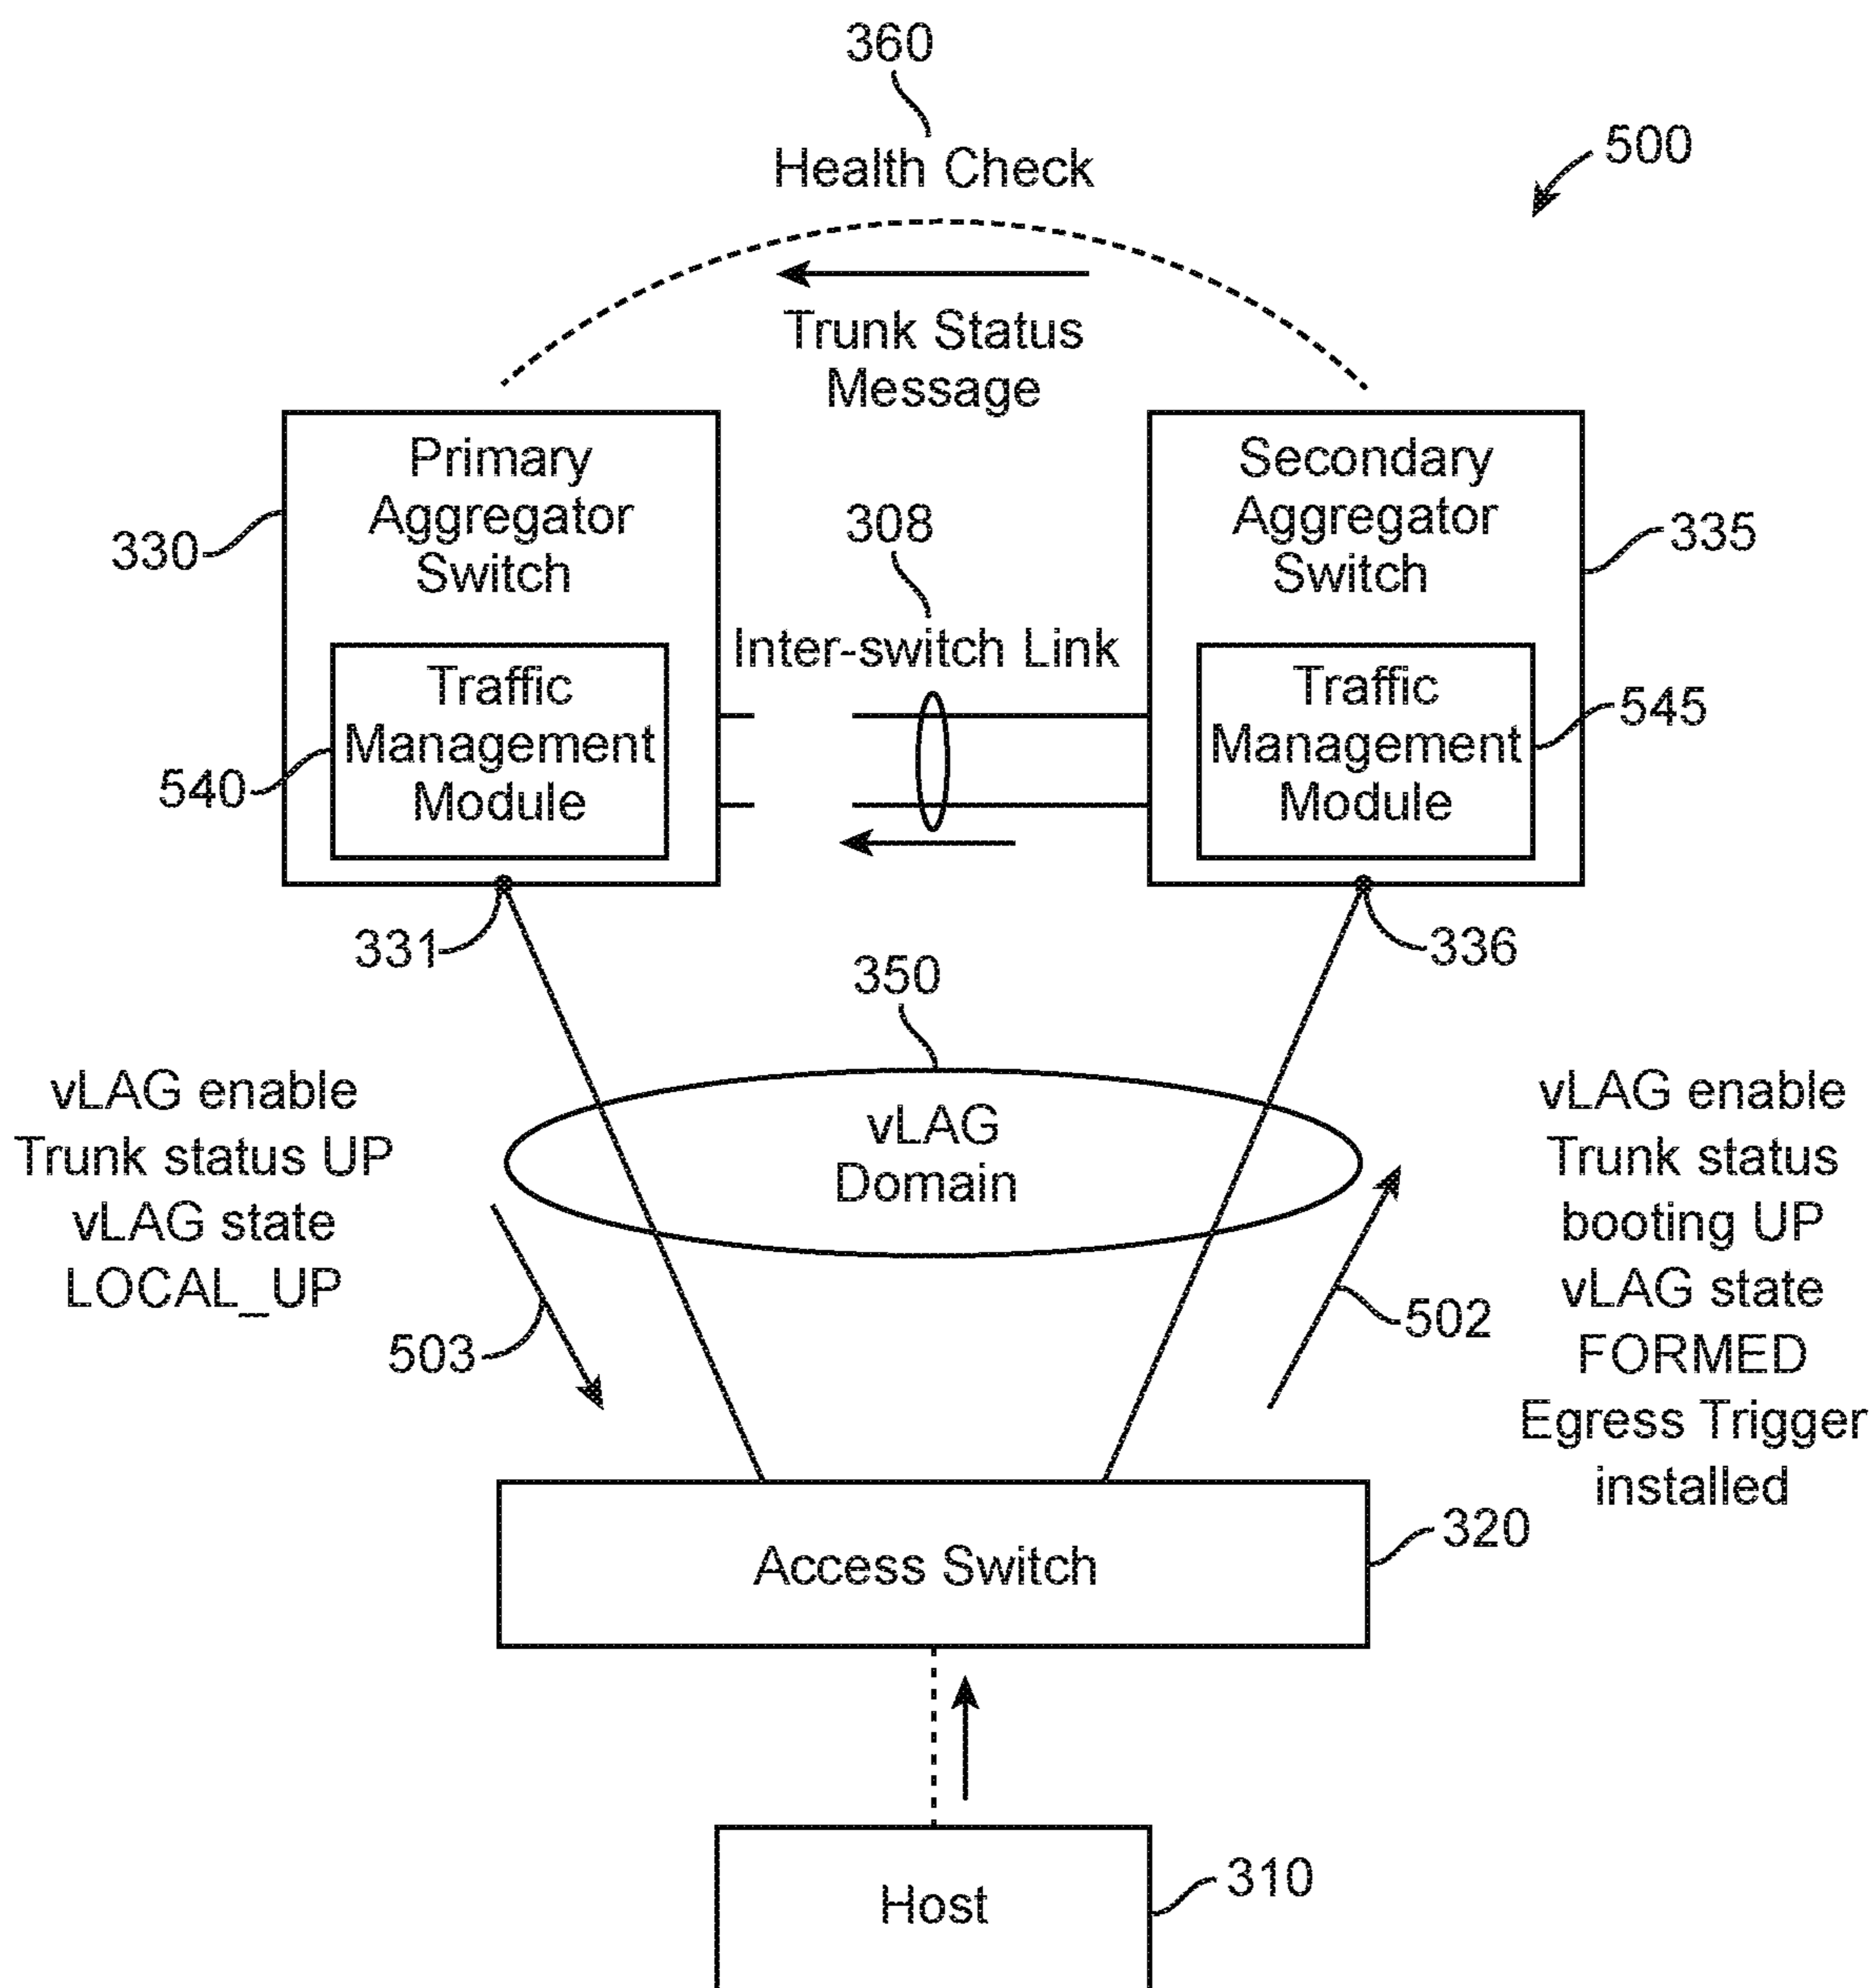 360
Health Check
500
Trunk Status
Message
Primary
Aggregator
Switch
330
Secondary
Aggregator
Switch
335
308
Inter-switch Link
Traffic
Management
Module
540
Traffic
Management
Module
545
331
336
350
vLAG
Domain
vLAG enable
Trunk status UP
vLAG state
LOCAL_UP
503
vLAG enable
Trunk status
booting UP
vLAG state
FORMED
Egress Trigger
installed
502
Access Switch
320
Host
310